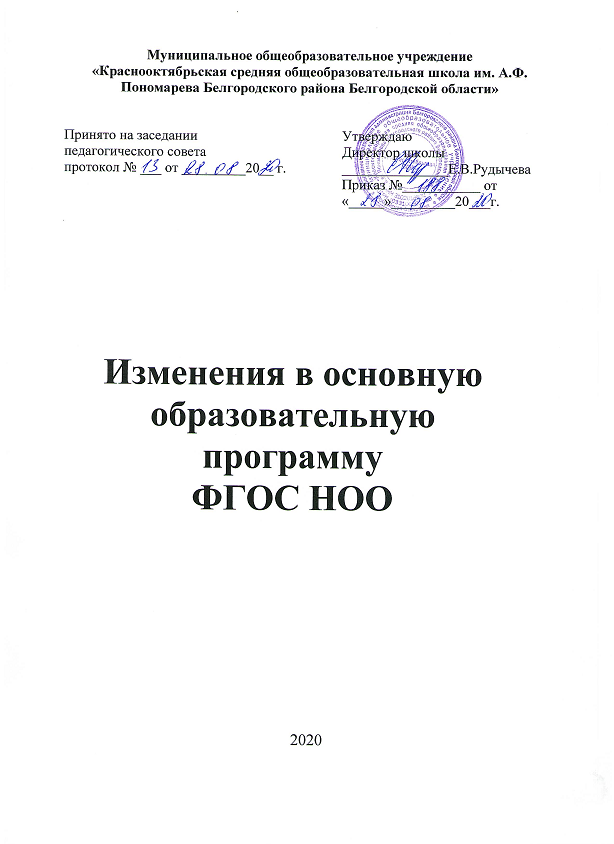 Муниципальное общеобразовательное учреждение
«Краснооктябрьская средняя общеобразовательная школа им. А.Ф.
Пономарева Белгородского района Белгородской области»
Принято на заседании
педагогического совета
протокол № 13 от 28.08 2020г.
Утверждаю
Директор школы
Е.В.Рудычева
Приказ № 188 от
« 28 » 08 2020 г.
Изменения в основную
образовательную
программу
ФГОС НОО
2020